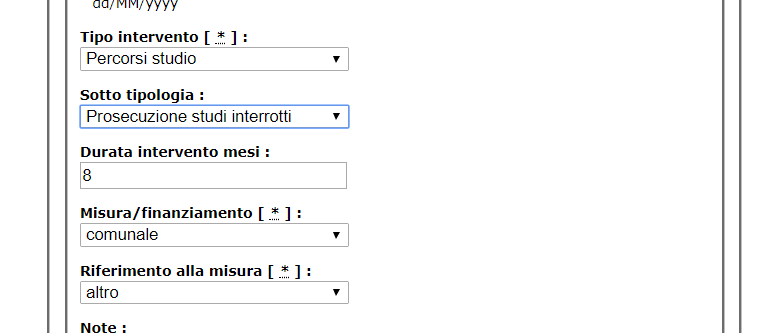 dd/MM/yyyy
Tipo intervento [ * ] :
Percorsi studio
Sotto tipologia :
Prosecuzione studi interrotti
Durata intervento mesi :
8
Misura/finanziamento [ * ] :
comunale
Riferimento alla misura [ * ] :
altro
Note :